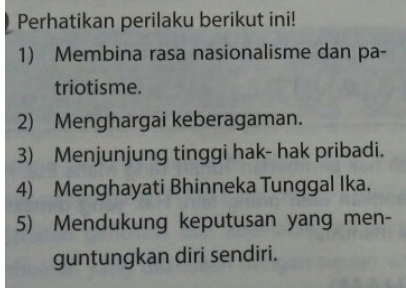 Perhatikan perilaku berikut ini!
1) Membina rasa nasionalisme dan pa-
triotisme.
2) Menghargai keberagaman.
3) Menjunjung tinggi hak- hak pribadi.
4) Menghayati Bhinneka Tunggal Ika.
5) Mendukung keputusan yang men-
guntungkan diri sendiri.